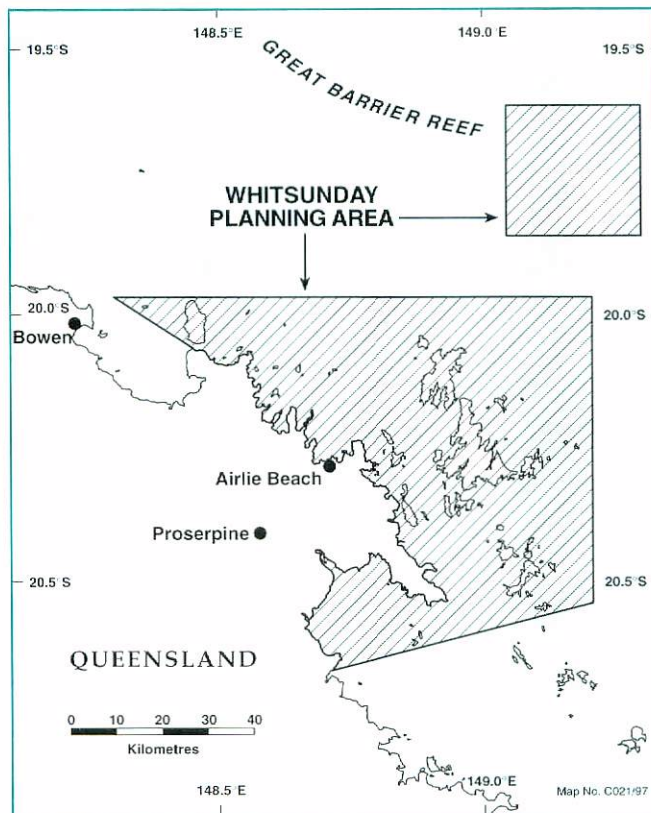 148.5°E
149.0°E
19.5°S
19.5°S
GREAT BARRIER REEF
WHITSUNDAY
PLANNING AREA
20.0°S
20.0°S
Bowen
Airlie Beach
Proserpine
20.5°S
20.5°S
QUEENSLAND
0 10 20 30 40
Kilometres
149.0°E
148.5°E
Map No. C021/97